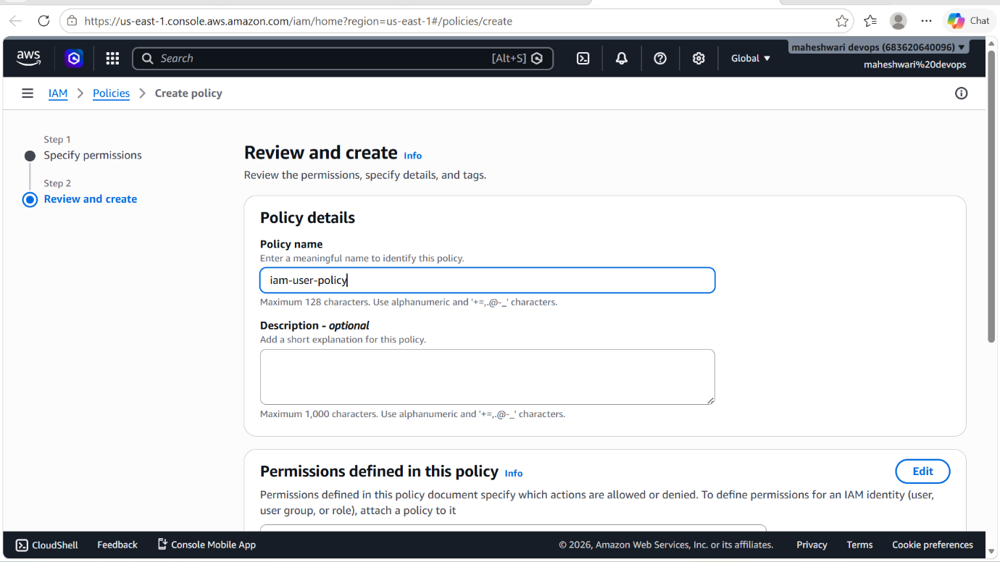 https://us-east-1.console.aws.amazon.com/iam/home?region=us-east-1#/policies/create
Chat
aws
Search
[Alt+S]
Global
maheshwari devops (683620640096)
maheshwari%20devops
IAM
Policies
Create policy
Step 1
Specify permissions
Step 2
Review and create
Review and create Info
Review the permissions, specify details, and tags.
Policy details
Policy name
Enter a meaningful name to identify this policy.
iam-user-policy
Maximum 128 characters. Use alphanumeric and '+=,.@-_' characters.
Description - optional
Add a short explanation for this policy.
Maximum 1,000 characters. Use alphanumeric and '+=,.@-_' characters.
Permissions defined in this policy Info
Edit
Permissions defined in this policy document specify which actions are allowed or denied. To define permissions for an IAM identity (user,
user group, or role), attach a policy to it
CloudShell
Feedback
Console Mobile App
© 2026, Amazon Web Services, Inc. or its affiliates.
Privacy
Terms
Cookie preferences